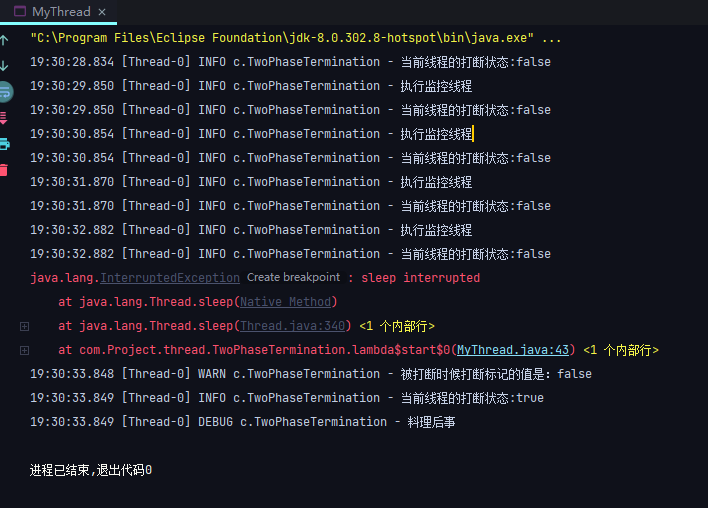 MyThread ×
"C:\Program Files\Eclipse Foundation\jdk-8.0.302.8-hotspot\bin\java.exe" ...
19:30:28.834 [Thread-0] INFO c.TwoPhaseTermination - 当前线程的打断状态:false
19:30:29.850 [Thread-0] INFO c.TwoPhaseTermination - 执行监控线程
19:30:29.850 [Thread-0] INFO c.TwoPhaseTermination - 当前线程的打断状态:false
19:30:30.854 [Thread-0] INFO c.TwoPhaseTermination - 执行监控线程
19:30:30.854 [Thread-0] INFO c.TwoPhaseTermination - 当前线程的打断状态:false
19:30:31.870 [Thread-0] INFO c.TwoPhaseTermination - 执行监控线程
19:30:31.870 [Thread-0] INFO c.TwoPhaseTermination - 当前线程的打断状态:false
19:30:32.882 [Thread-0] INFO c.TwoPhaseTermination - 执行监控线程
19:30:32.882 [Thread-0] INFO c.TwoPhaseTermination - 当前线程的打断状态:false
java.lang.InterruptedException Create breakpoint : sleep interrupted
at java.lang.Thread.sleep(Native Method)
at java.lang.Thread.sleep(Thread.java:340) <1 个内部行>
at com.Project.thread.TwoPhaseTermination.lambda$start$0(MyThread.java:43) <1 个内部行>
19:30:33.848 [Thread-0] WARN c.TwoPhaseTermination - 被打断时候打断标记的值是: false
19:30:33.849 [Thread-0] INFO c.TwoPhaseTermination - 当前线程的打断状态:true
19:30:33.849 [Thread-0] DEBUG c.TwoPhaseTermination - 料理后事
进程已结束,退出代码0